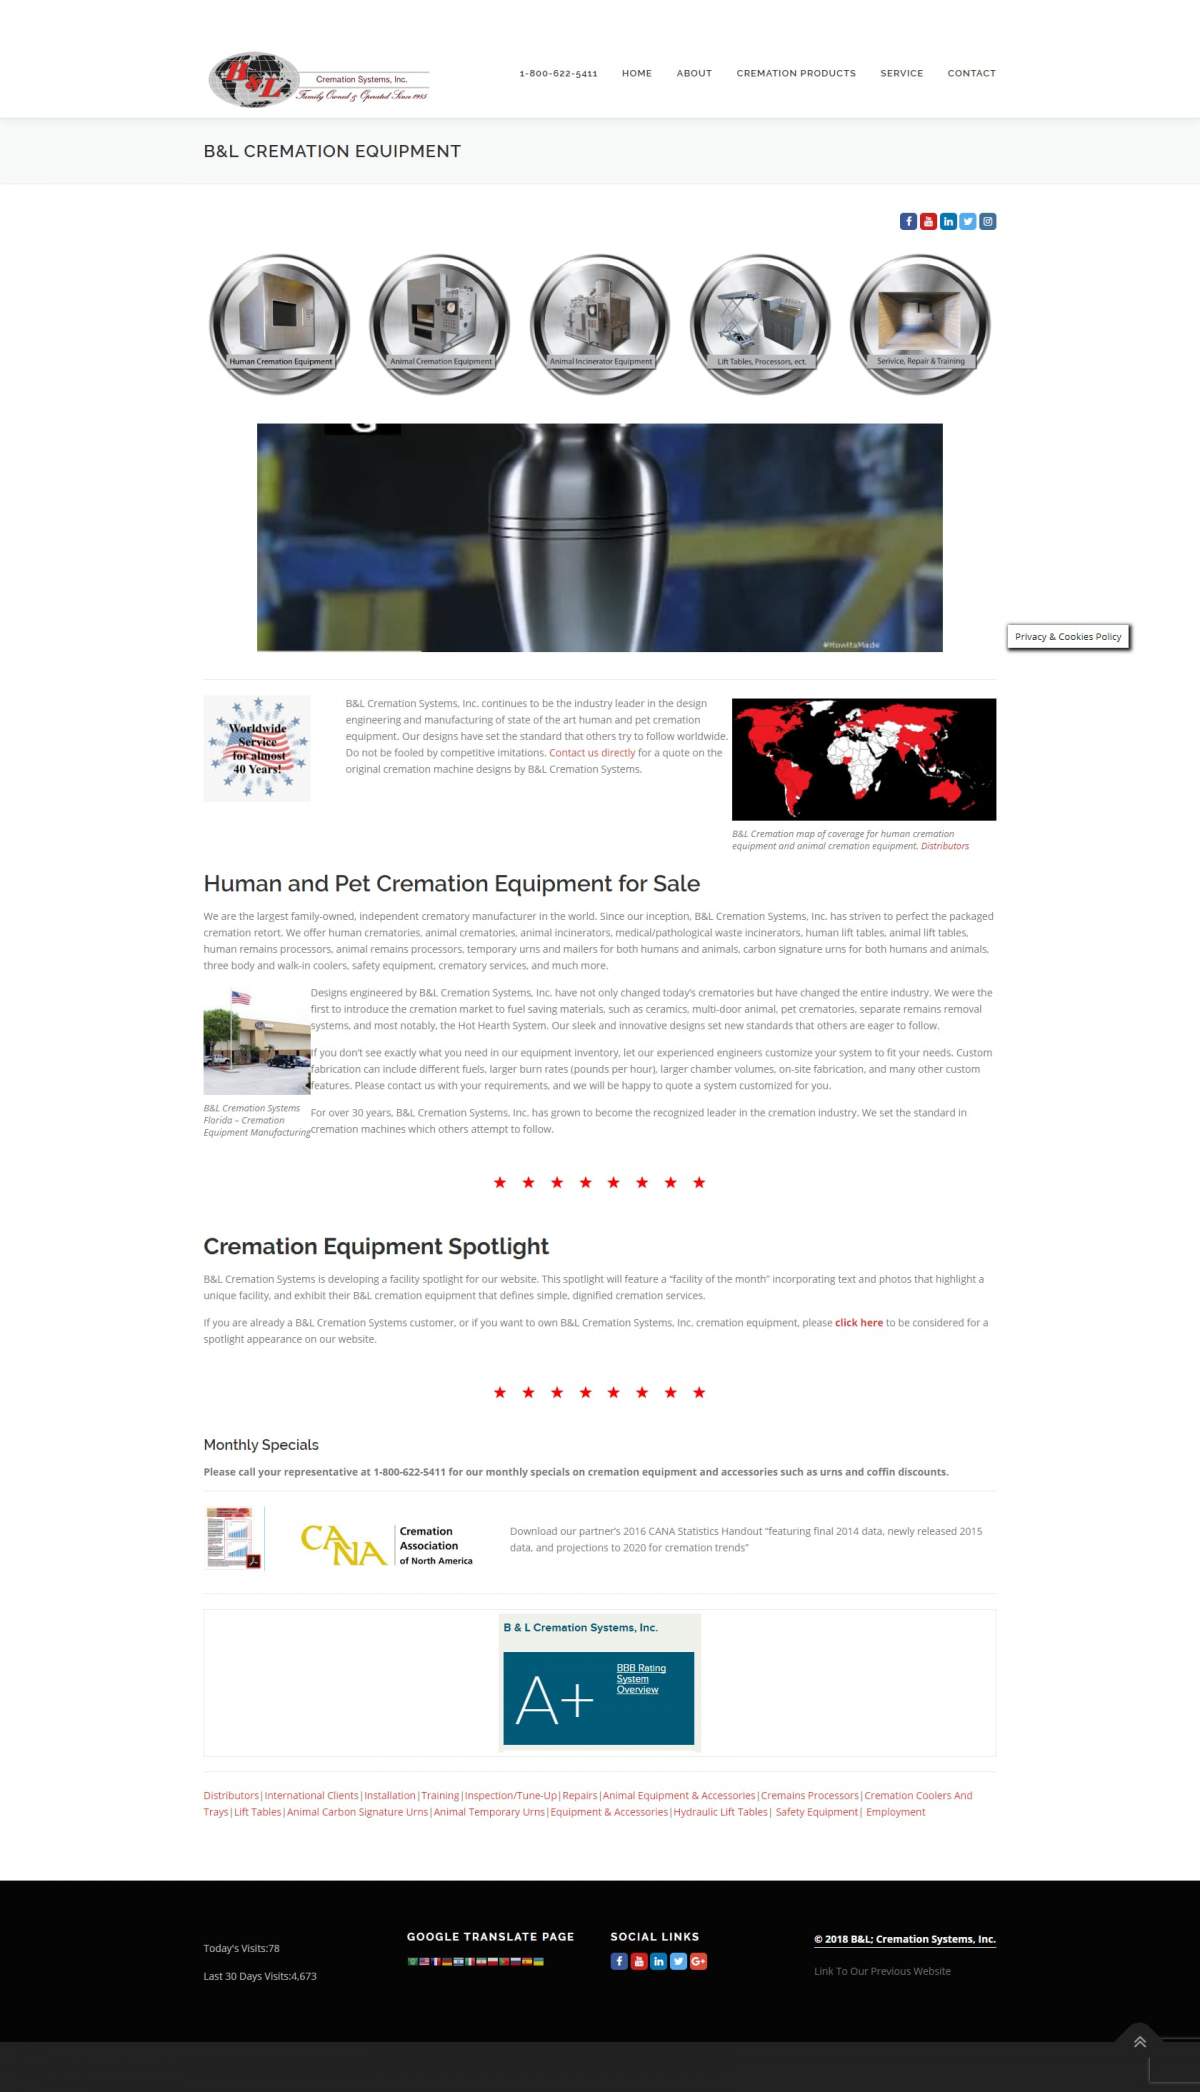 B&L
Cremation Systems, Inc.
Family Owned & Operated Since 1985
1-800-622-5411
HOME
ABOUT
CREMATION PRODUCTS
SERVICE
CONTACT
B&L CREMATION EQUIPMENT
Human Cremation Equipment
Animal Cremation Equipment
Animal Incinerator Equipment
Lift Tables, Processors, ect.
Serivice, Repair & Training
#HowItsMade
Privacy & Cookies Policy
Worldwide
Service
for almost
40 Years!
B&L Cremation Systems, Inc. continues to be the industry leader in the design
engineering and manufacturing of state of the art human and pet cremation
equipment. Our designs have set the standard that others try to follow worldwide.
Do not be fooled by competitive imitations. Contact us directly for a quote on the
original cremation machine designs by B&L Cremation Systems.
B&L Cremation map of coverage for human cremation
equipment and animal cremation equipment. Distributors
Human and Pet Cremation Equipment for Sale
We are the largest family-owned, independent crematory manufacturer in the world. Since our inception, B&L Cremation Systems, Inc. has striven to perfect the packaged
cremation retort. We offer human crematories, animal crematories, animal incinerators, medical/pathological waste incinerators, human lift tables, animal lift tables,
human remains processors, animal remains processors, temporary urns and mailers for both humans and animals, carbon signature urns for both humans and animals,
three body and walk-in coolers, safety equipment, crematory services, and much more.
Designs engineered by B&L Cremation Systems, Inc. have not only changed today's crematories but have changed the entire industry. We were the
first to introduce the cremation market to fuel saving materials, such as ceramics, multi-door animal, pet crematories, separate remains removal
systems, and most notably, the Hot Hearth System. Our sleek and innovative designs set new standards that others are eager to follow.
If you don't see exactly what you need in our equipment inventory, let our experienced engineers customize your system to fit your needs. Custom
fabrication can include different fuels, larger burn rates (pounds per hour), larger chamber volumes, on-site fabrication, and many other custom
features. Please contact us with your requirements, and we will be happy to quote a system customized for you.
B&L Cremation Systems
Florida – Cremation
Equipment Manufacturing
For over 30 years, B&L Cremation Systems, Inc. has grown to become the recognized leader in the cremation industry. We set the standard in
cremation machines which others attempt to follow.
Cremation Equipment Spotlight
B&L Cremation Systems is developing a facility spotlight for our website. This spotlight will feature a "facility of the month" incorporating text and photos that highlight a
unique facility, and exhibit their B&L cremation equipment that defines simple, dignified cremation services.
If you are already a B&L Cremation Systems customer, or if you want to own B&L Cremation Systems, Inc. cremation equipment, please click here to be considered for a
spotlight appearance on our website.
Monthly Specials
Please call your representative at 1-800-622-5411 for our monthly specials on cremation equipment and accessories such as urns and coffin discounts.
CANA
Cremation
Association
of North America
Download our partner's 2016 CANA Statistics Handout "featuring final 2014 data, newly released 2015
data, and projections to 2020 for cremation trends"
B & L Cremation Systems, Inc.
A+
BBB Rating
System
Overview
Distributors|International Clients|Installation|Training|Inspection/Tune-Up|Repairs|Animal Equipment & Accessories|Cremains Processors|Cremation Coolers And
Trays|Lift Tables|Animal Carbon Signature Urns|Animal Temporary Urns|Equipment & Accessories|Hydraulic Lift Tables| Safety Equipment| Employment
Today's Visits:78
Last 30 Days Visits:4,673
GOOGLE TRANSLATE PAGE
SOCIAL LINKS
© 2018 B&L; Cremation Systems, Inc.
Link To Our Previous Website